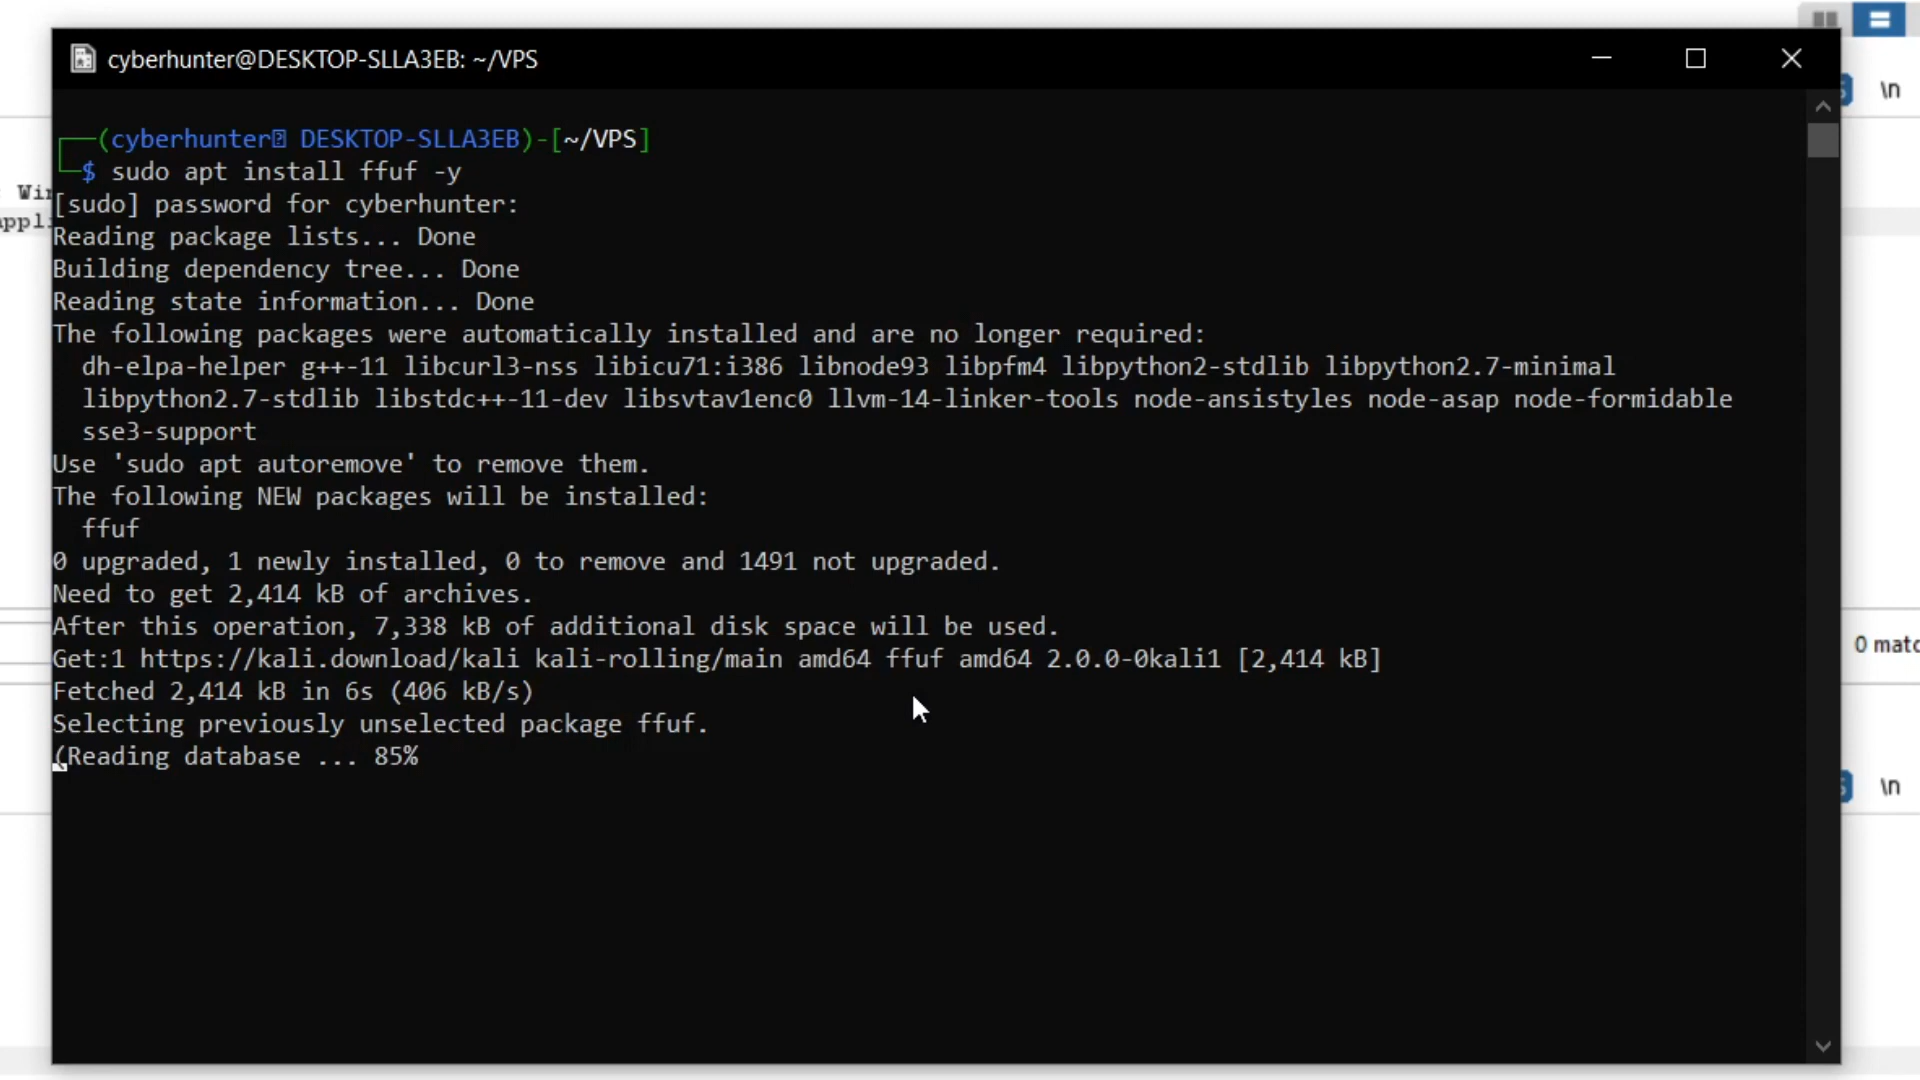 cyberhunter@DESKTOP-SLLA3EB: ~/VPS
\n
(cyberhunter DESKTOP-SLLA3EB)-[~/VPS]
$ sudo apt install ffuf -y
[sudo] password for cyberhunter:
Reading package lists... Done
Building dependency tree... Done
Reading state information... Done
The following packages were automatically installed and are no longer required:
dh-elpa-helper g++-11 libcurl3-nss libicu71:i386 libnode93 libpfm4 libpython2-stdlib libpython2.7-minimal
libpython2.7-stdlib libstdc++-11-dev libsvtav1enc0 llvm-14-linker-tools node-ansistyles node-asap node-formidable
sse3-support
Use 'sudo apt autoremove' to remove them.
The following NEW packages will be installed:
ffuf
0 upgraded, 1 newly installed, 0 to remove and 1491 not upgraded.
Need to get 2,414 kB of archives.
After this operation, 7,338 kB of additional disk space will be used.
Get:1 https://kali.download/kali kali-rolling/main amd64 ffuf amd64 2.0.0-0kali1 [2,414 kB]
Fetched 2,414 kB in 6s (406 kB/s)
Selecting previously unselected package ffuf.
(Reading database ... 85%
0 matc
\n